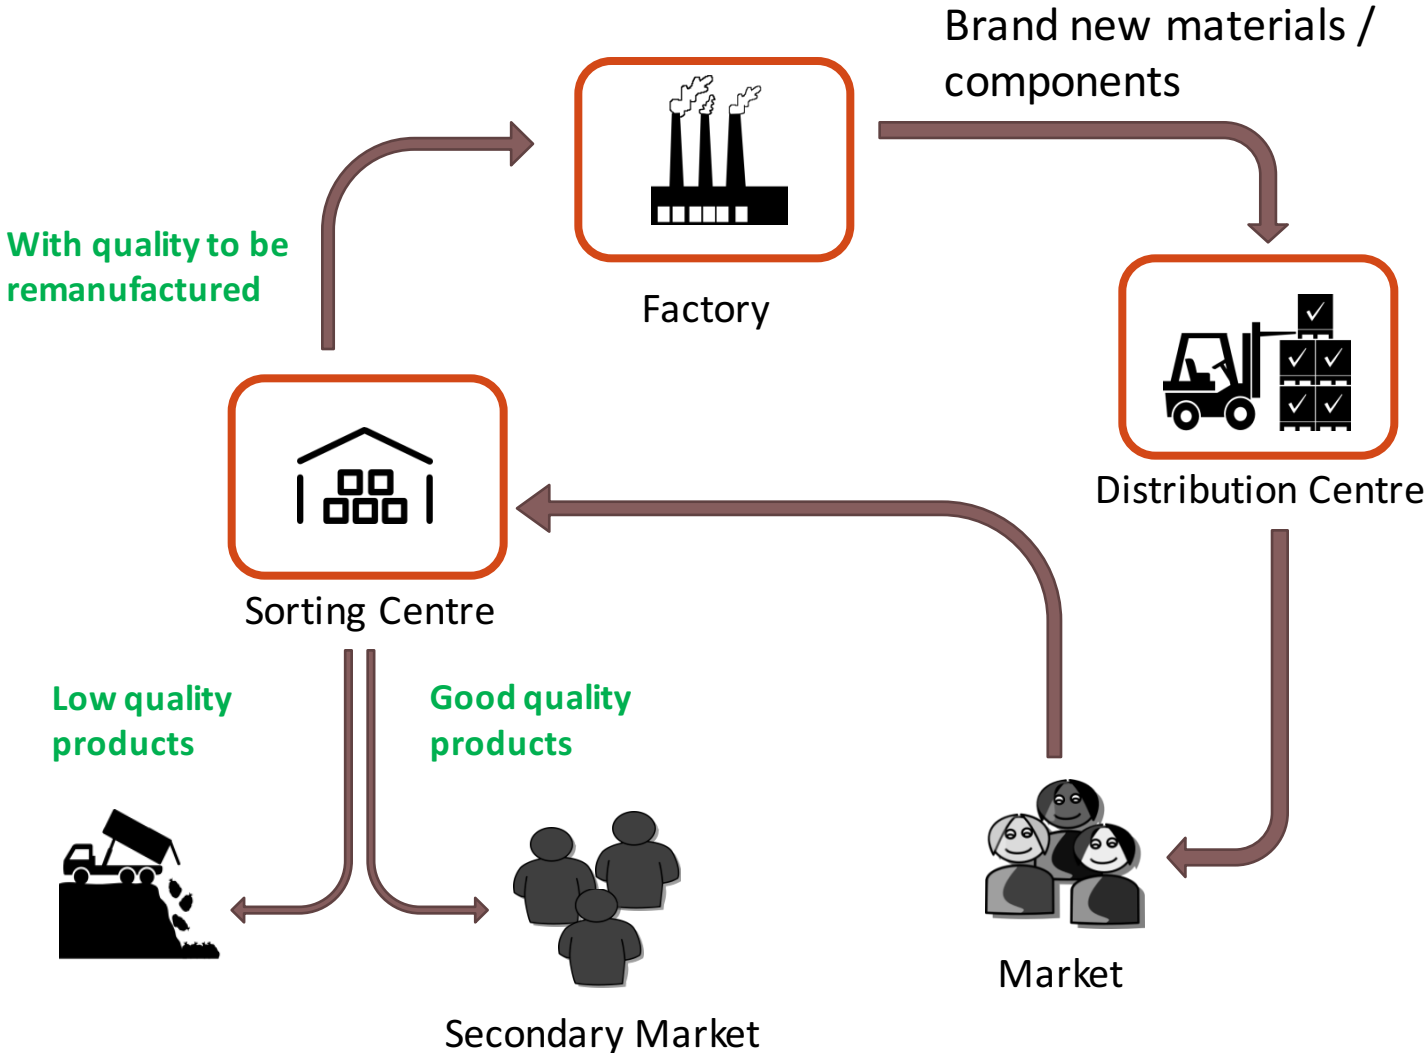 Brand new materials /
components
With quality to be
remanufactured
Factory
Distribution Centre
Sorting Centre
Low quality
products
Good quality
products
Market
Secondary Market